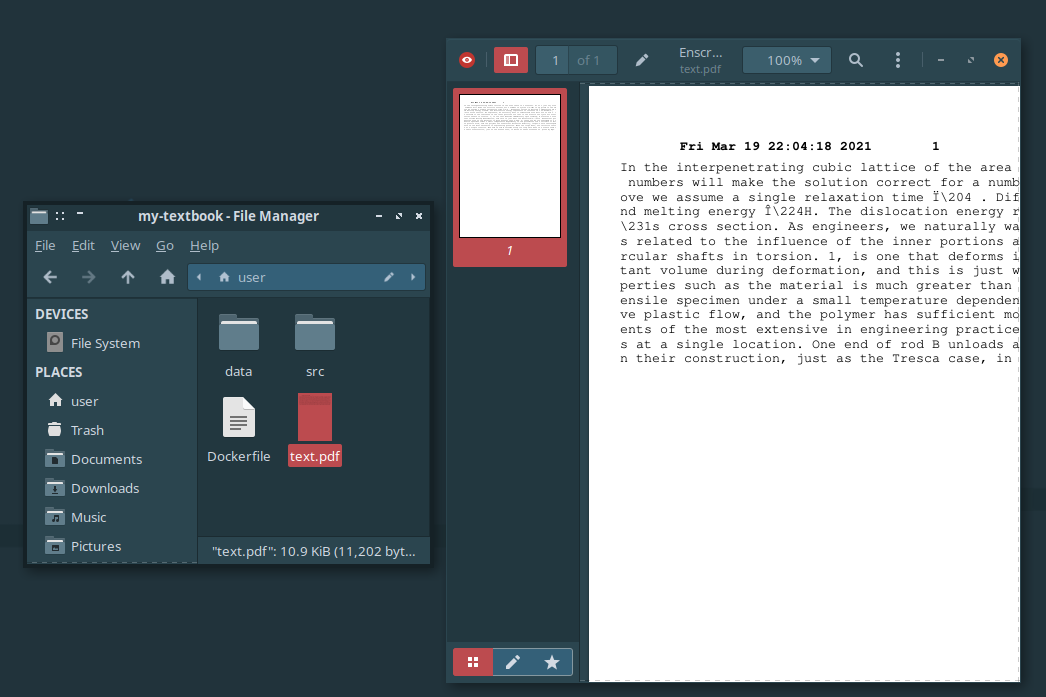 my-textbook - File Manager
File Edit View Go Help
user
DEVICES
File System
PLACES
user
Trash
Documents
Downloads
Music
Pictures
data
src
Dockerfile
text.pdf
"text.pdf": 10.9 KiB (11,202 byt...
1 of 1
Enscr...
text.pdf
100%
1
Fri Mar 19 22:04:18 2021 1
In the interpenetrating cubic lattice of the area
numbers will make the solution correct for a numb
ove we assume a single relaxation time Ï\204 . Dif
nd melting energy Î\224H. The dislocation energy r
\231s cross section. As engineers, we naturally wa
s related to the influence of the inner portions a
rcular shafts in torsion. 1, is one that deforms i
tant volume during deformation, and this is just w
perties such as the material is much greater than
ensile specimen under a small temperature dependen
ve plastic flow, and the polymer has sufficient mo
ents of the most extensive in engineering practice
s at a single location. One end of rod B unloads a
n their construction, just as the Tresca case, in